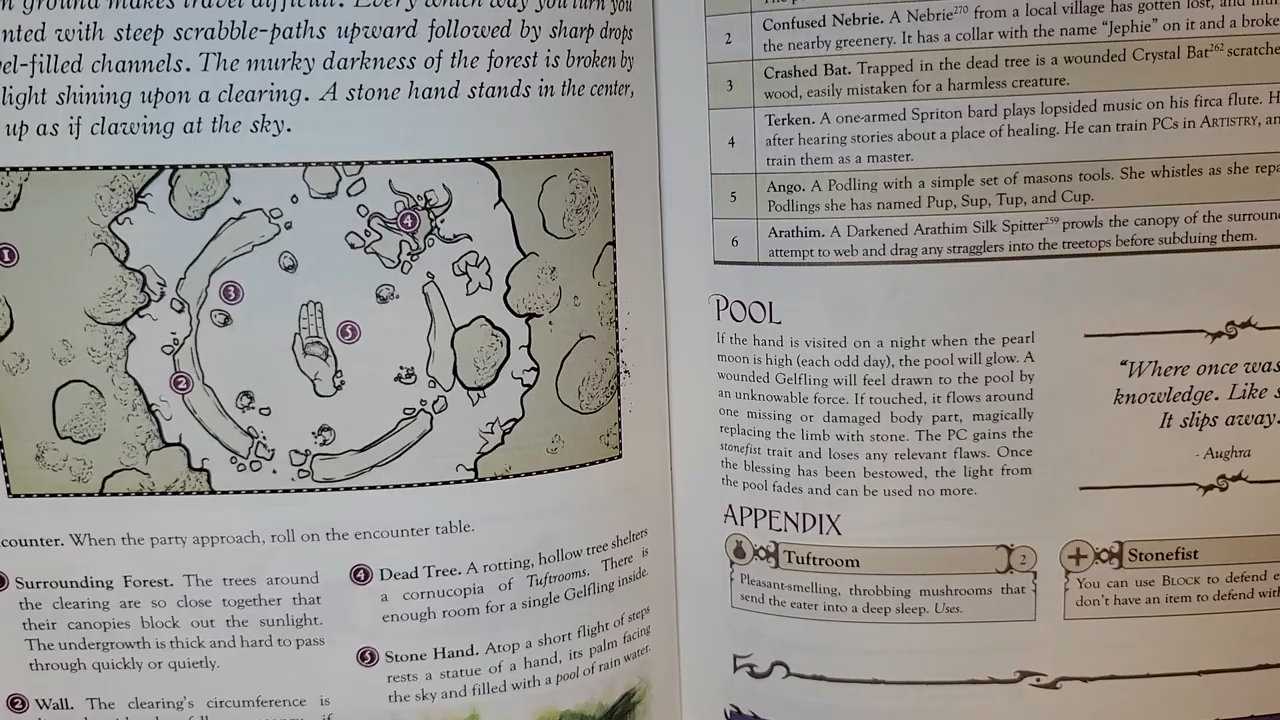 ground makes travel difficult. Every which way you turn you
nted with steep scrabble-paths upward followed by sharp drops
vel-filled channels. The murky darkness of the forest is broken by
light shining upon a clearing. A stone hand stands in the center,
up as if clawing at the sky.
1
4
3
5
2
counter. When the party approach, roll on the encounter table.
Surrounding Forest. The trees around
the clearing are so close together that
their canopies block out the sunlight.
The undergrowth is thick and hard to pass
through quickly or quietly.
2 Wall. The clearing's circumference is
4 Dead Tree. A rotting, hollow tree shelters
a cornucopia of Tuftrooms. There is
enough room for a single Gelfling inside.
5 Stone Hand. Atop a short flight of steps
rests a statue of a hand, its palm facing
the sky and filled with a pool of rain water.
2 Confused Nebrie. A Nebrie270 from a local village has gotten lost, and
the nearby greenery. It has a collar with the name "Jephie" on it and a broke
3 Crashed Bat. Trapped in the dead tree is a wounded Crystal Bat262 scratche
wood, easily mistaken for a harmless creature.
4 Terken. A one-armed Spriton bard plays lopsided music on his firca flute. H
after hearing stories about a place of healing. He can train PCs in ARTISTRY, an
train them as a master.
5 Ango. A Podling with a simple set of masons tools. She whistles as she repa
Podlings she has named Pup, Sup, Tup, and Cup.
6 Arathim. A Darkened Arathim Silk Spitter259 prowls the canopy of the surroun
attempt to web and drag any stragglers into the treetops before subduing them.
POOL
If the hand is visited on a night when the pearl
moon is high (each odd day), the pool will glow. A
wounded Gelfling will feel drawn to the pool by
an unknowable force. If touched, it flows around
one missing or damaged body part, magically
replacing the limb with stone. The PC gains the
stonefist trait and loses any relevant flaws. Once
the blessing has been bestowed, the light from
the pool fades and can be used no more.
"Where once was
knowledge. Like s
It slips away.
- Aughra
APPENDIX
Tuftroom 2
Pleasant-smelling, throbbing mushrooms that
send the eater into a deep sleep. Uses.
Stonefist
You can use BLOCK to defend e
don't have an item to defend wit